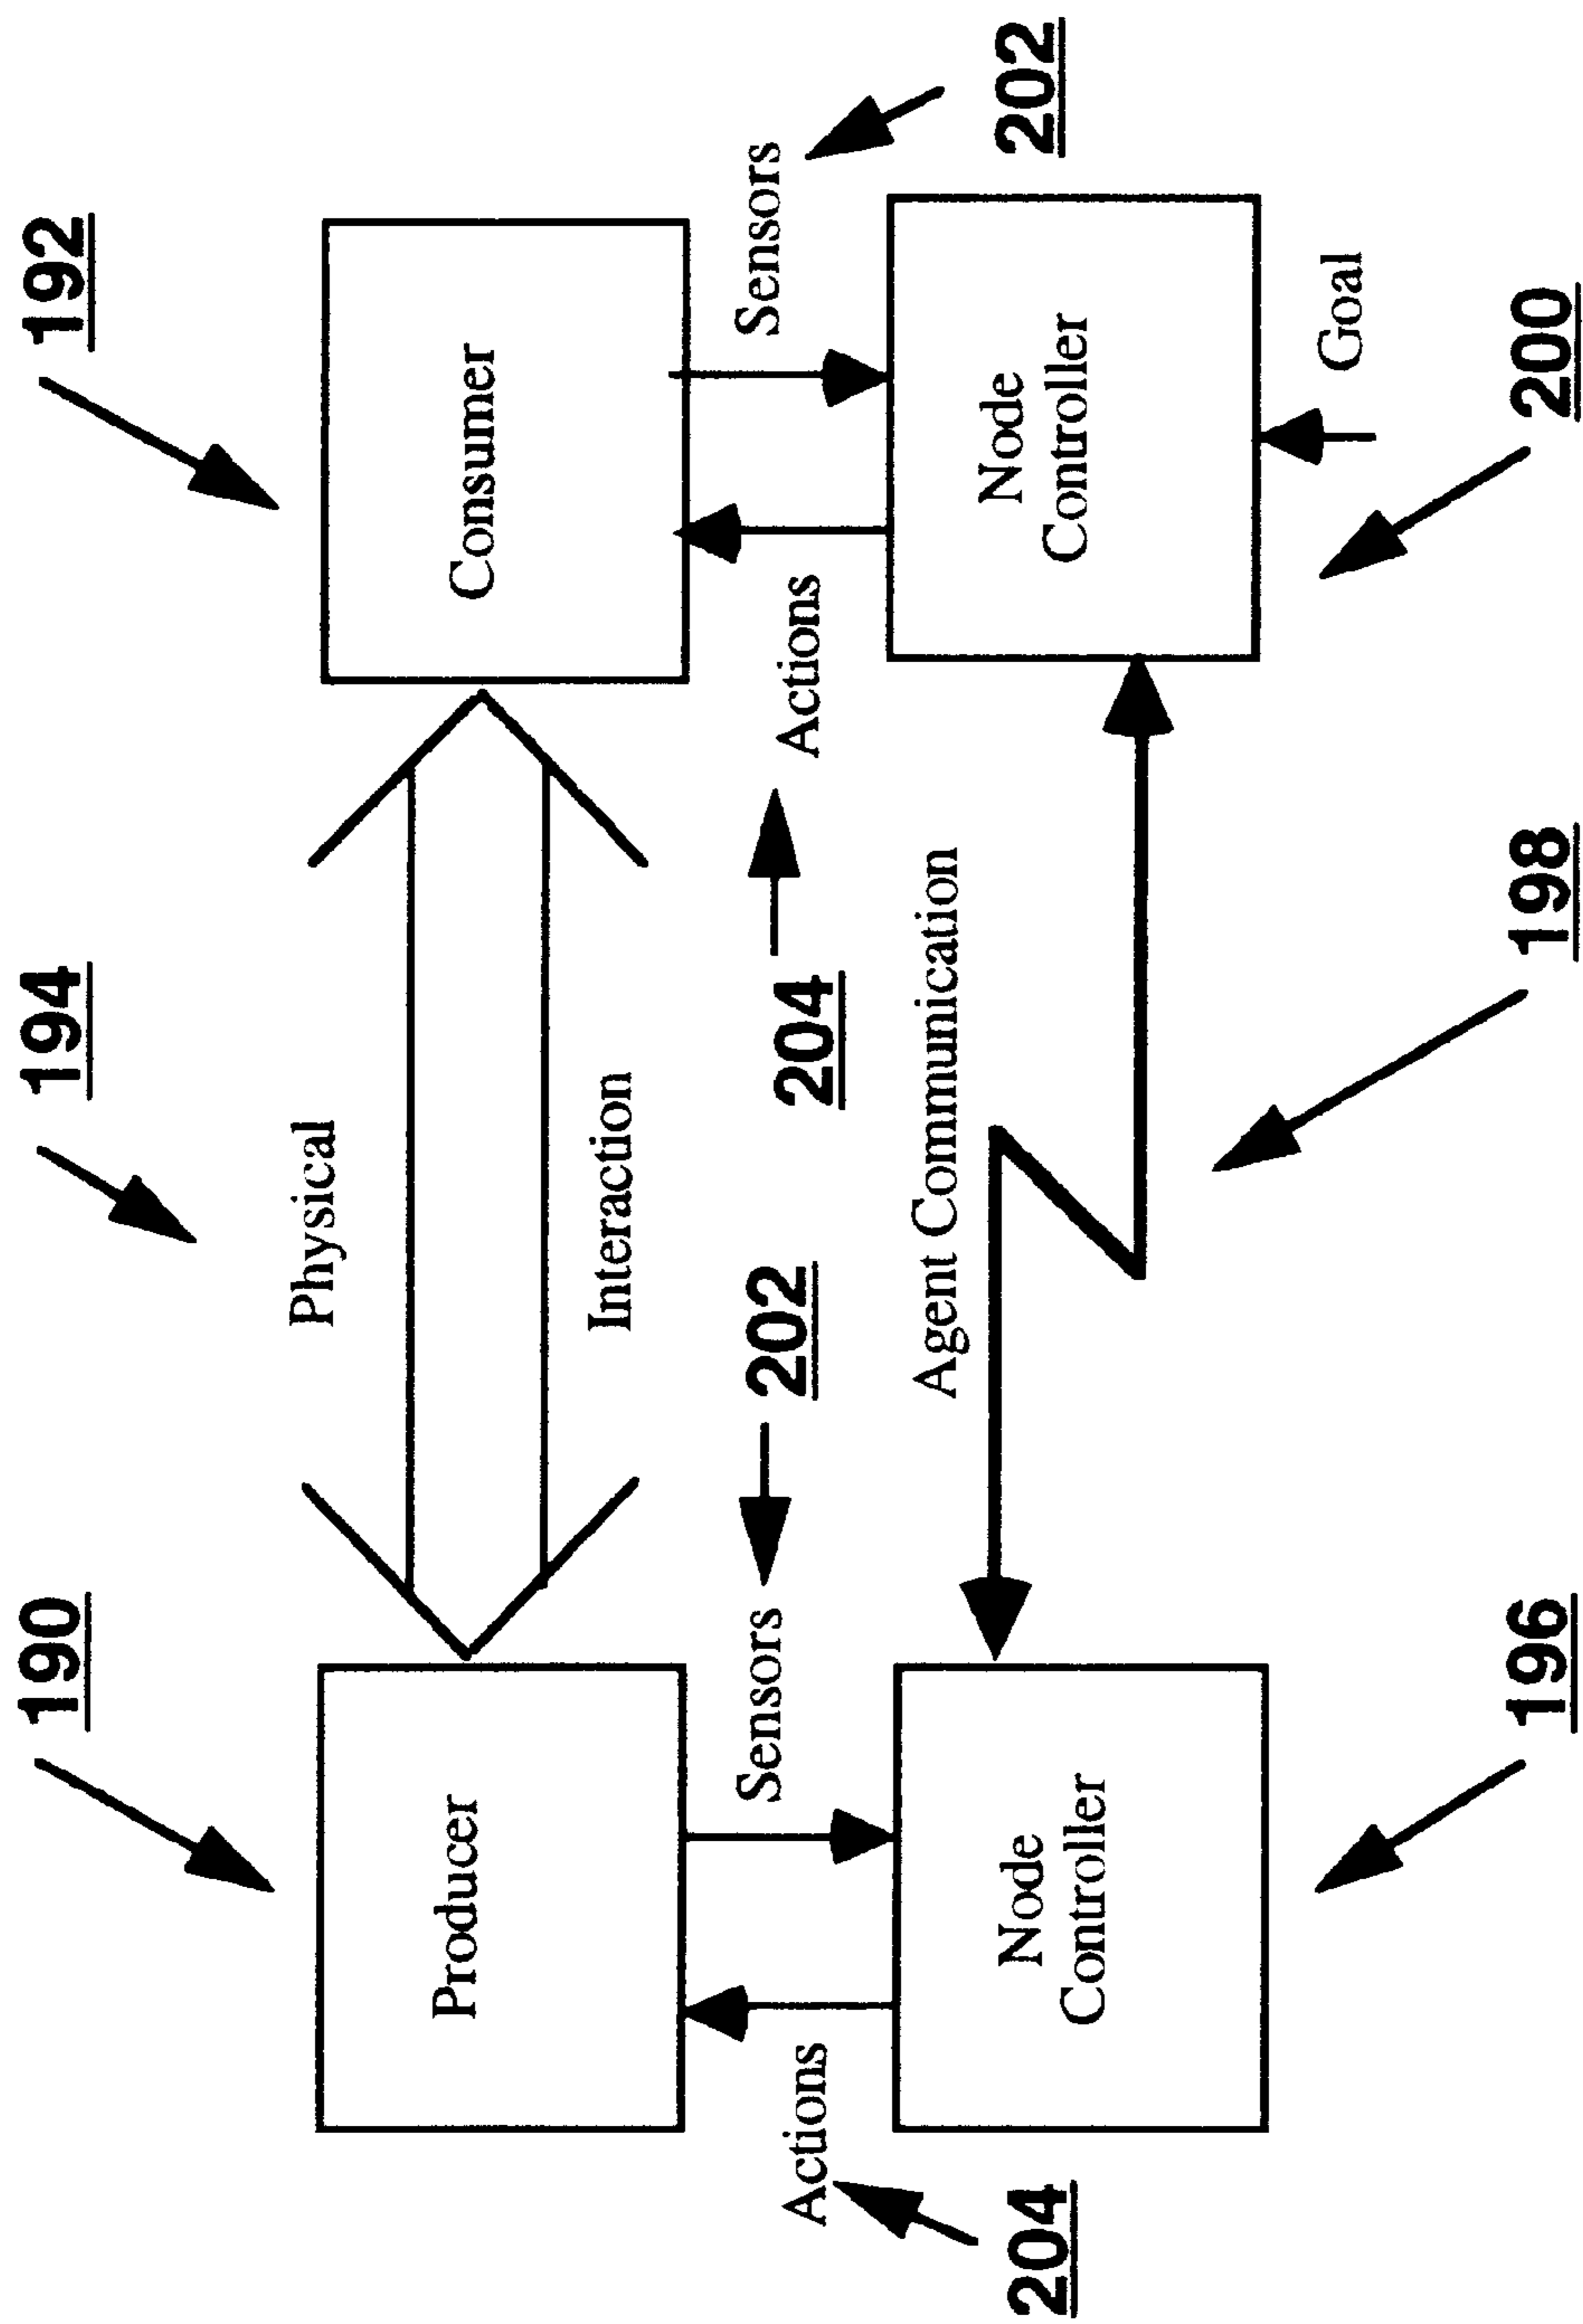 190
194
192
Physical
Producer
Consumer
Interaction
Sensors
202
204
Actions
Sensors
202
Actions
204
Agent Communication
Node
Controller
Node
Controller
Goal
196
198
200